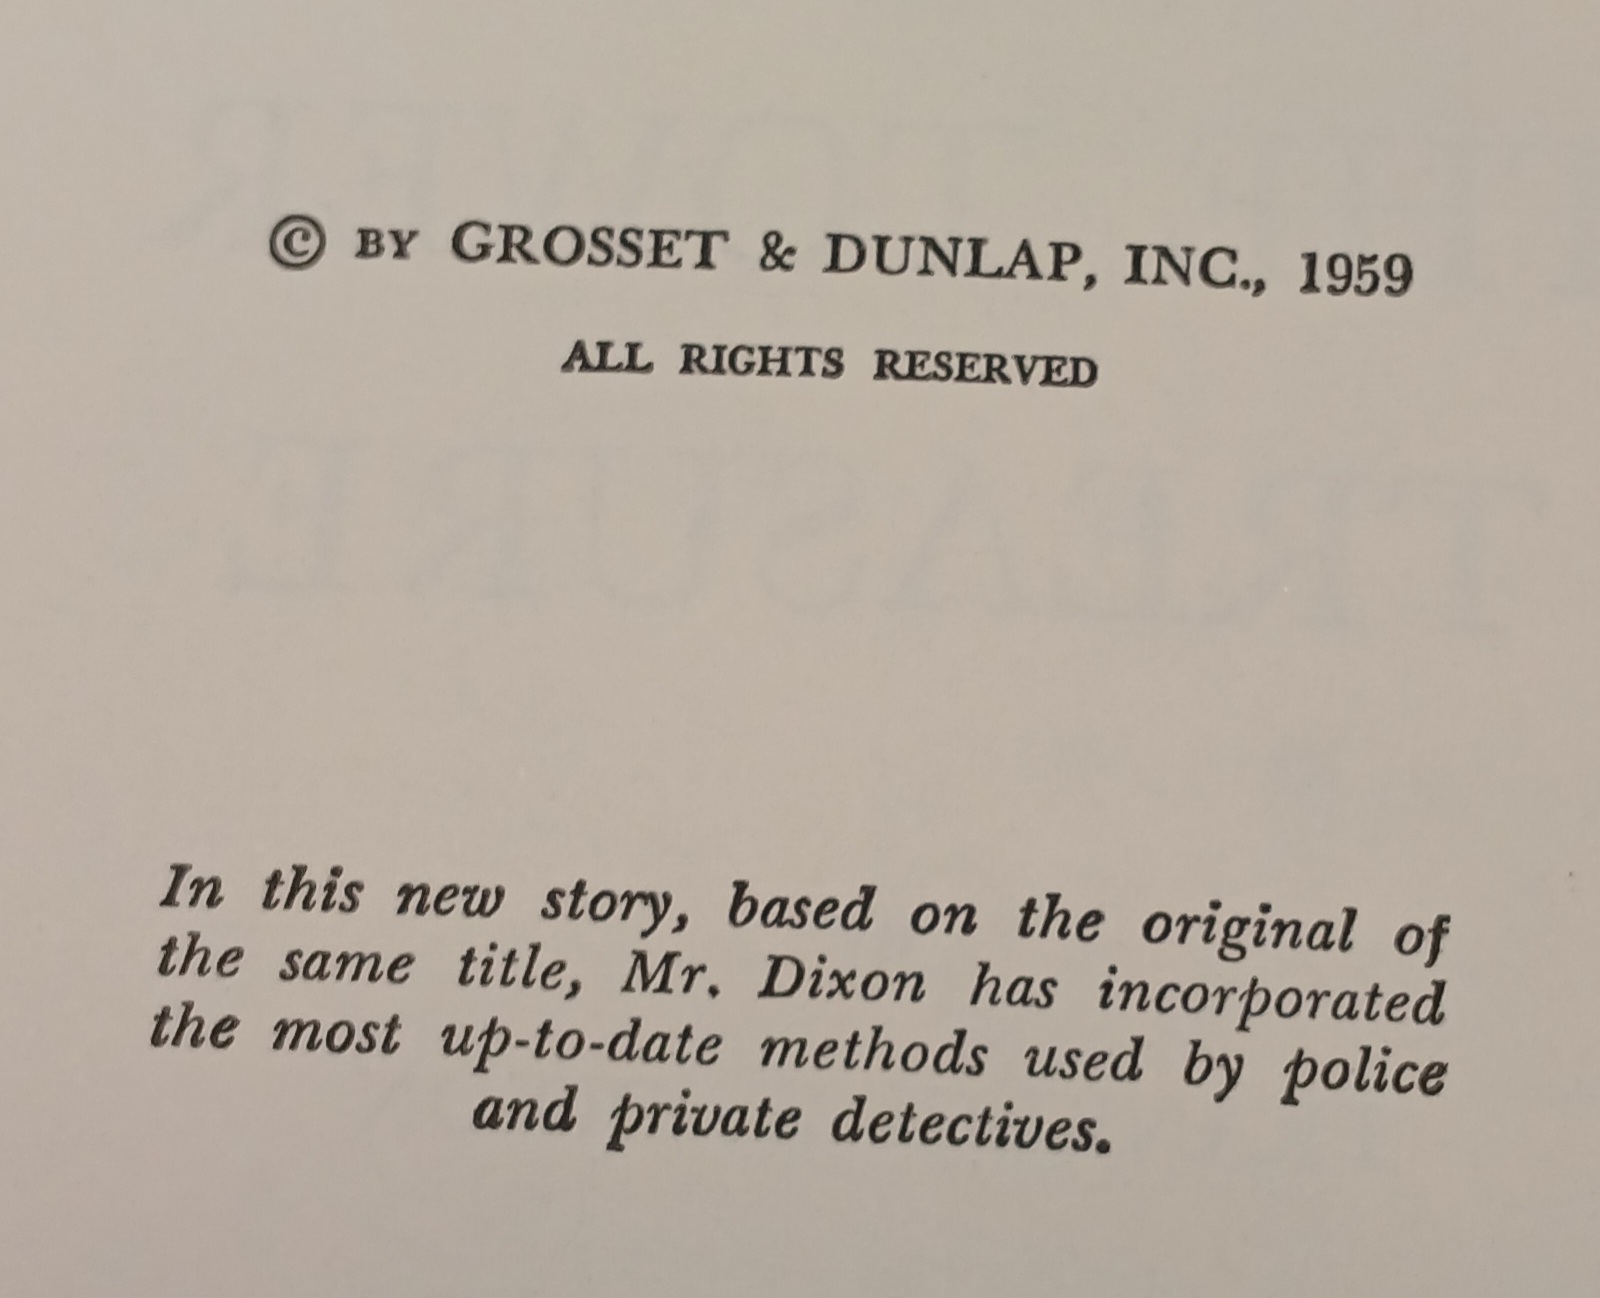 © BY GROSSET & DUNLAP, INC., 1959
ALL RIGHTS RESERVED
In this new story, based on the original of
the same title, Mr. Dixon has incorporated
the most up-to-date methods used by police
and private detectives.